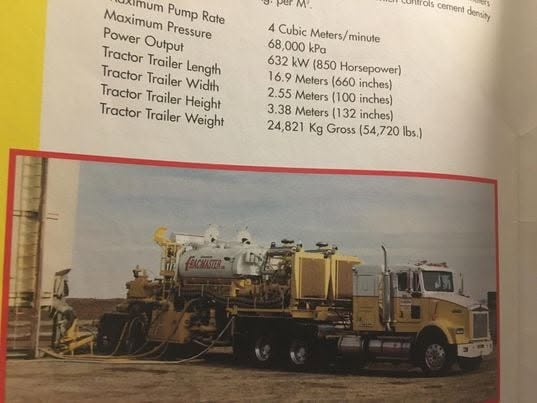 per M³. controls cement density
Maximum Pump Rate 4 Cubic Meters/minute
Maximum Pressure 68,000 kPa
Power Output 632 kW (850 Horsepower)
Tractor Trailer Length 16.9 Meters (660 inches)
Tractor Trailer Width 2.55 Meters (100 inches)
Tractor Trailer Height 3.38 Meters (132 inches)
Tractor Trailer Weight 24,821 Kg Gross (54,720 lbs.)
FRACMASTER